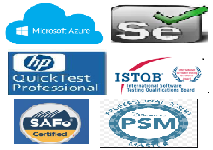 Microsoft Azure
Se
hp
QuickTest
Professional
ISTQB
International Software
Testing Qualifications Board
SAFe
Certified
PSM